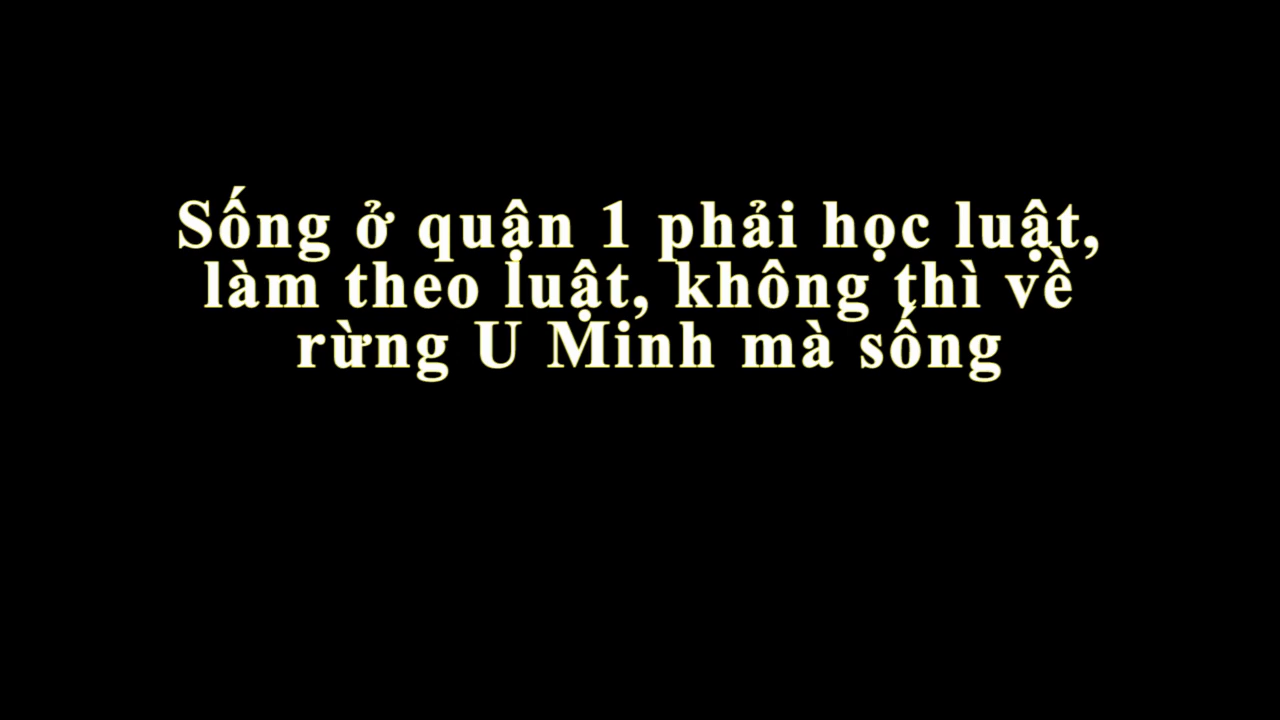 Sống ở quận 1 phải học luật,
làm theo luật, không thì về
rừng U Minh mà sống